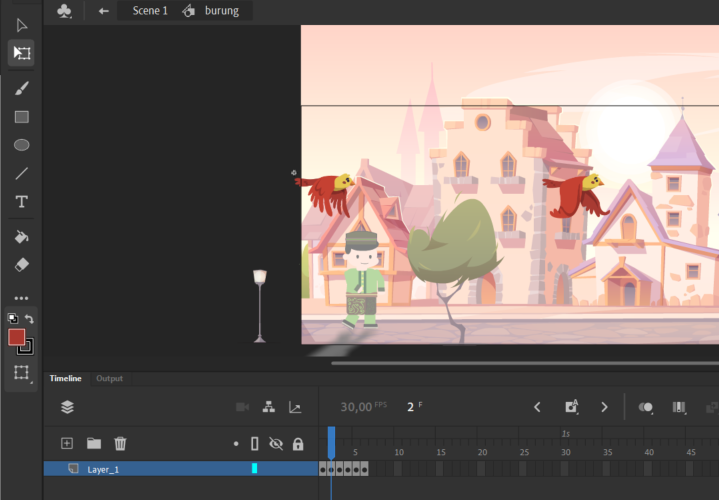 Scene 1 burung
T
Timeline Output
30,00 FPS 2 F
A
1s
5 10 15 20 25 30 35 40 45
Layer_1